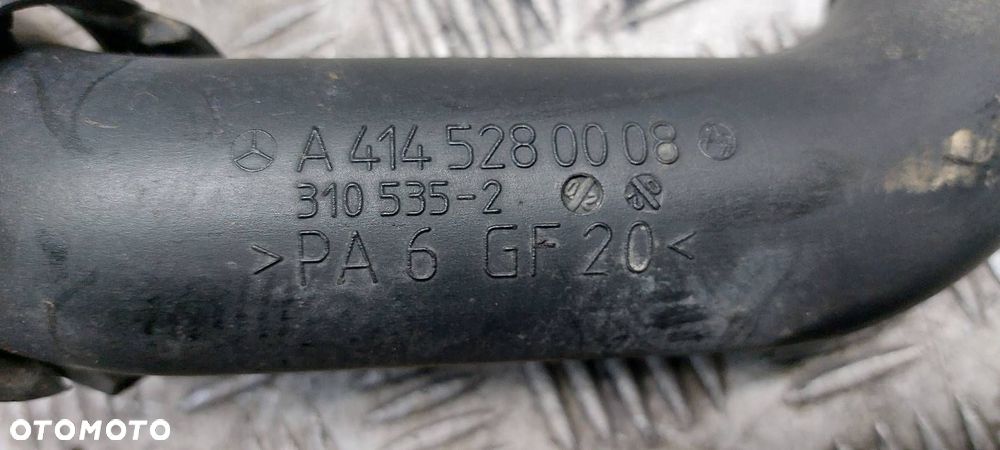 A 414 528 00 08
310 535-2
>PA 6 GF 20<
OTOMOTO